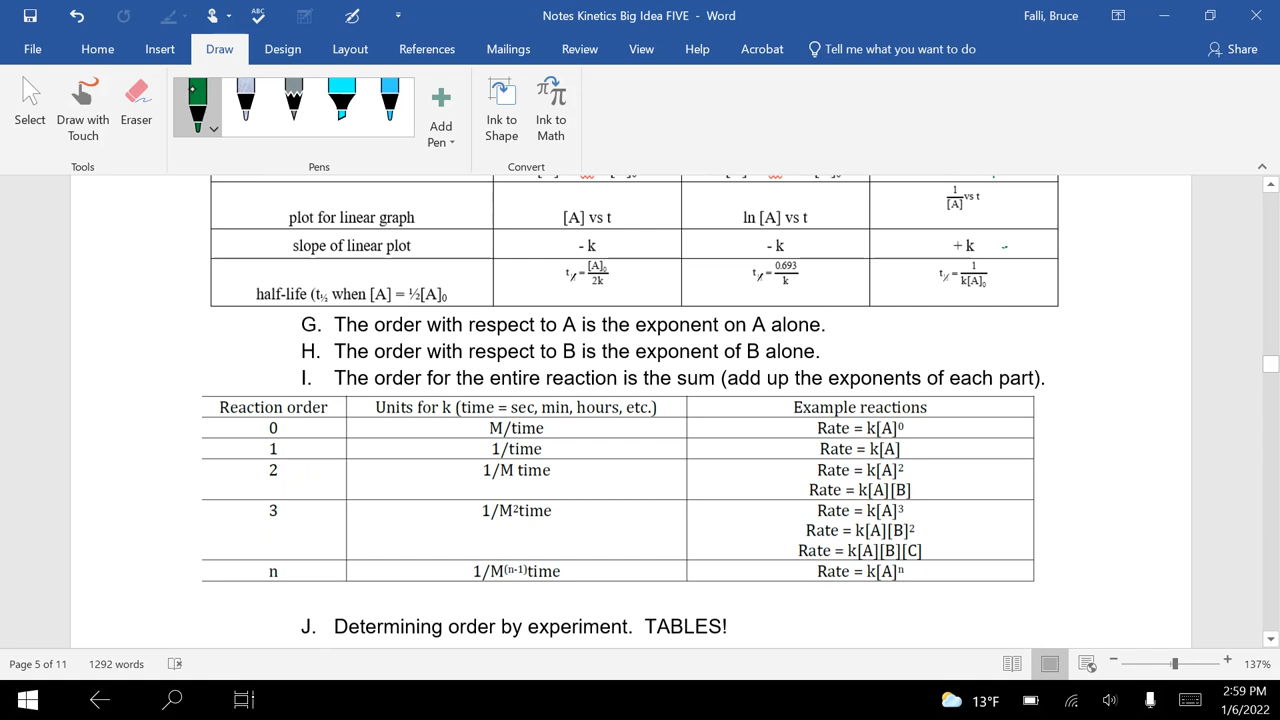 Notes Kinetics Big Idea FIVE - Word
Falli, Bruce
File Home Insert Draw Design Layout References Mailings Review View Help Acrobat Tell me what you want to do Share
Select
Draw with Touch
Eraser
Add Pen
Ink to Shape
Ink to Math
Tools Pens Convert
plot for linear graph [A] vs t ln [A] vs t 1/[A] vs t
slope of linear plot - k - k + k
half-life (t½ when [A] = ½[A]0 t½ = [A]0/2k t½ = 0.693/k t½ = 1/k[A]0
G. The order with respect to A is the exponent on A alone.
H. The order with respect to B is the exponent of B alone.
I. The order for the entire reaction is the sum (add up the exponents of each part).
Reaction order Units for k (time = sec, min, hours, etc.) Example reactions
0 M/time Rate = k[A]⁰
1 1/time Rate = k[A]
2 1/M time Rate = k[A]²
Rate = k[A][B]
3 1/M²time Rate = k[A]³
Rate = k[A][B]²
Rate = k[A][B][C]
n 1/M⁽ⁿ⁻¹⁾time Rate = k[A]ⁿ
J. Determining order by experiment. TABLES!
Page 5 of 11 1292 words 137%
13°F
2:59 PM
1/6/2022